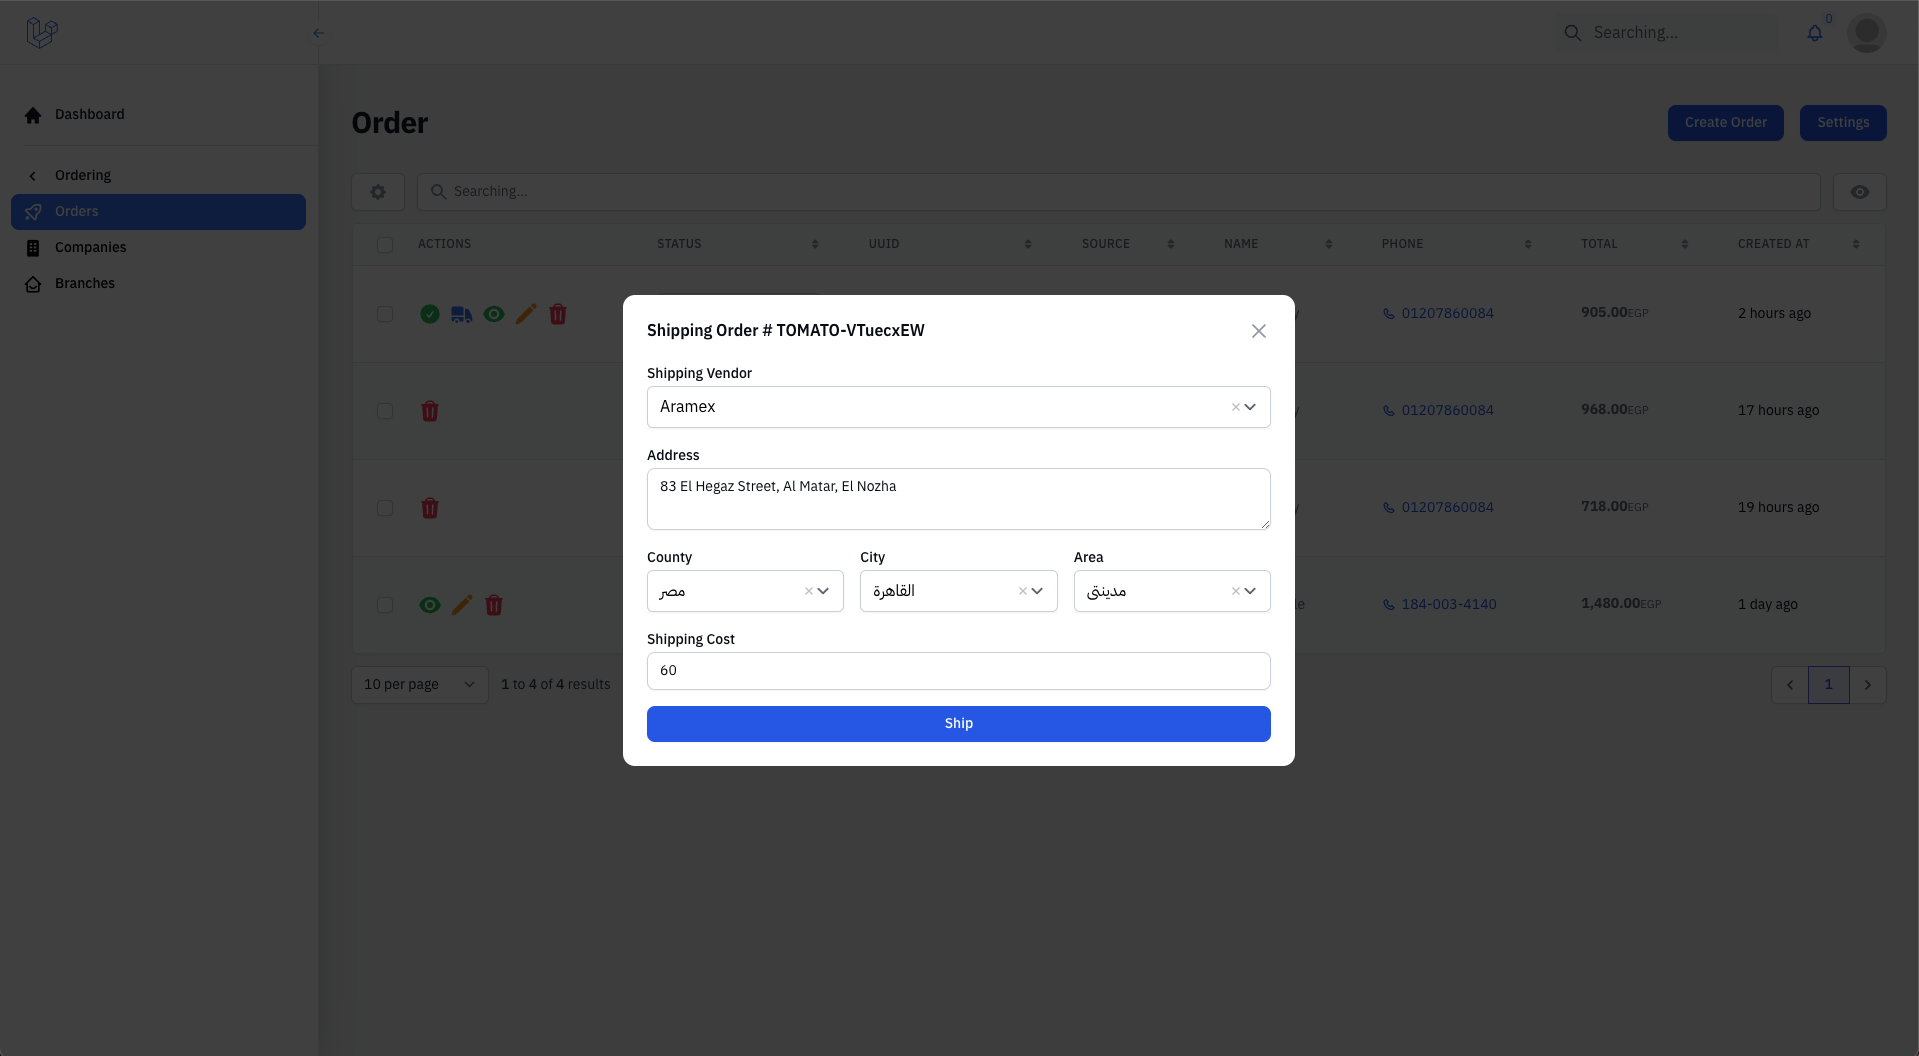 Searching...
0
Dashboard
Ordering
Orders
Companies
Branches
Order
Create Order
Settings
Searching...
ACTIONS STATUS UUID SOURCE NAME PHONE TOTAL CREATED AT
01207860084 905.00EGP 2 hours ago
01207860084 968.00EGP 17 hours ago
01207860084 718.00EGP 19 hours ago
184-003-4140 1,480.00EGP 1 day ago
10 per page
1 to 4 of 4 results
1
Shipping Order # TOMATO-VTuecxEW
Shipping Vendor
Aramex
Address
83 El Hegaz Street, Al Matar, El Nozha
County City Area
مصر القاهرة مدينتى
Shipping Cost
60
Ship